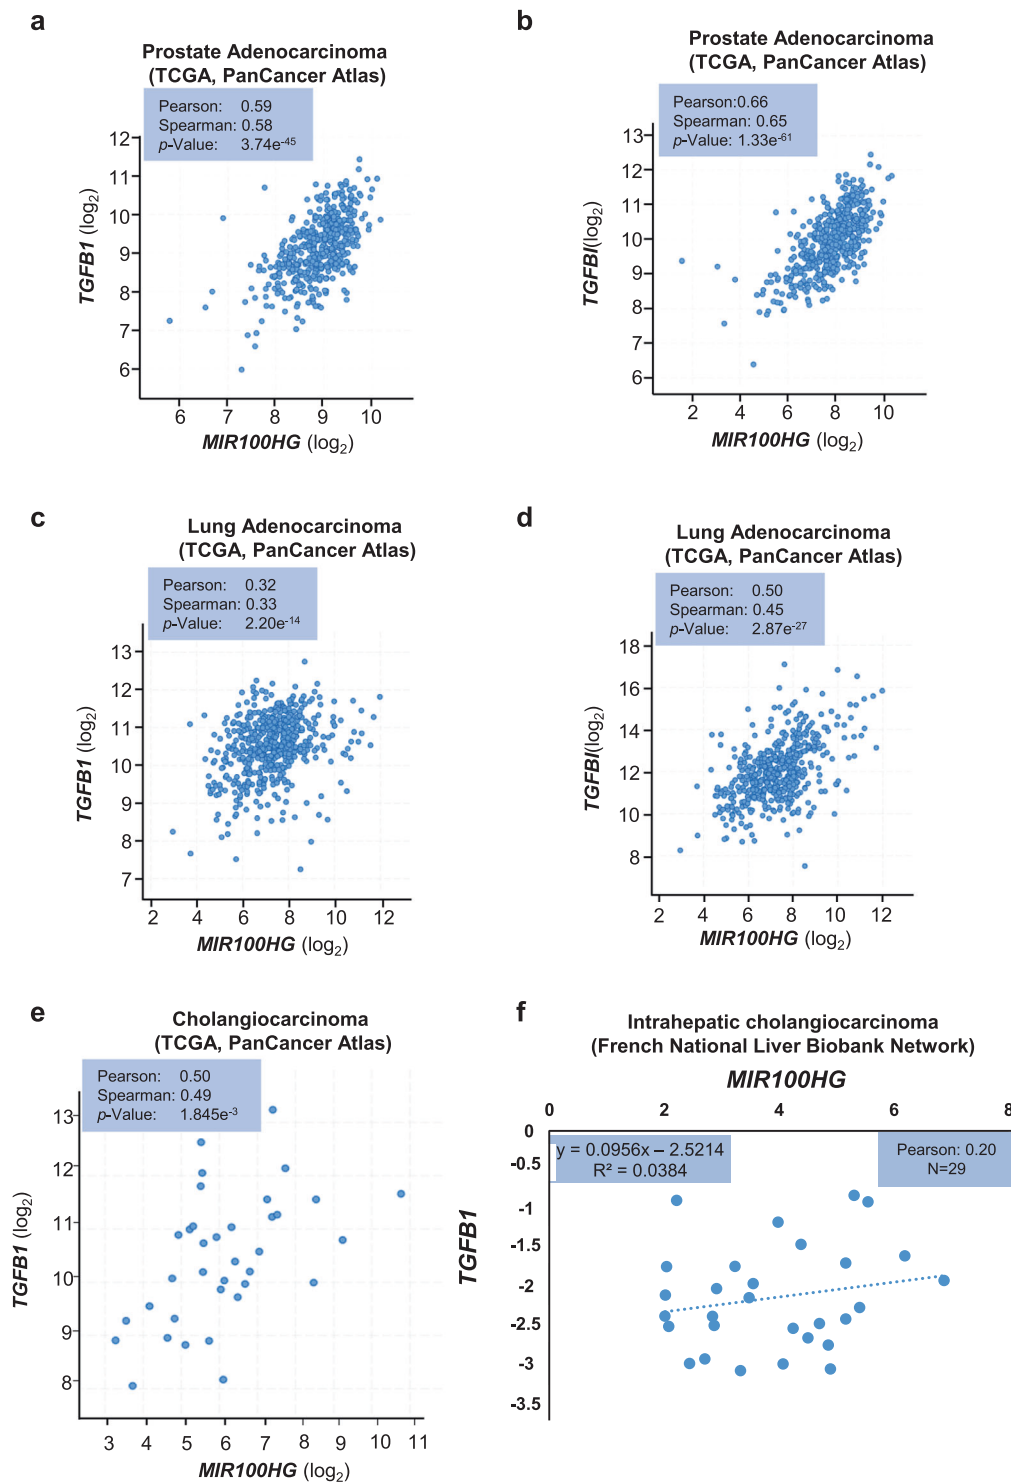 a
Prostate Adenocarcinoma
(TCGA, PanCancer Atlas)
Pearson: 0.59
Spearman: 0.58
p-Value: 3.74e-45
12
11
10
9
8
7
6
TGFB1 (log2)
6 7 8 9 10
MIR100HG (log2)
b
Prostate Adenocarcinoma
(TCGA, PanCancer Atlas)
Pearson:0.66
Spearman: 0.65
p-Value: 1.33e-61
13
12
11
10
9
8
7
6
TGFBI(log2)
2 4 6 8 10
MIR100HG (log2)
c
Lung Adenocarcinoma
(TCGA, PanCancer Atlas)
Pearson: 0.32
Spearman: 0.33
p-Value: 2.20e-14
13
12
11
10
9
8
7
TGFB1 (log2)
2 4 6 8 10 12
MIR100HG (log2)
d
Lung Adenocarcinoma
(TCGA, PanCancer Atlas)
Pearson: 0.50
Spearman: 0.45
p-Value: 2.87e-27
18
16
14
12
10
8
TGFBI(log2)
2 4 6 8 10 12
MIR100HG (log2)
e
Cholangiocarcinoma
(TCGA, PanCancer Atlas)
Pearson: 0.50
Spearman: 0.49
p-Value: 1.845e-3
13
12
11
10
9
8
TGFB1 (log2)
3 4 5 6 7 8 9 10 11
MIR100HG (log2)
f
Intrahepatic cholangiocarcinoma
(French National Liver Biobank Network)
MIR100HG
0 2 4 6 8
y = 0.0956x – 2.5214
R² = 0.0384
Pearson: 0.20
N=29
0
-0.5
-1
-1.5
-2
-2.5
-3
-3.5
TGFB1